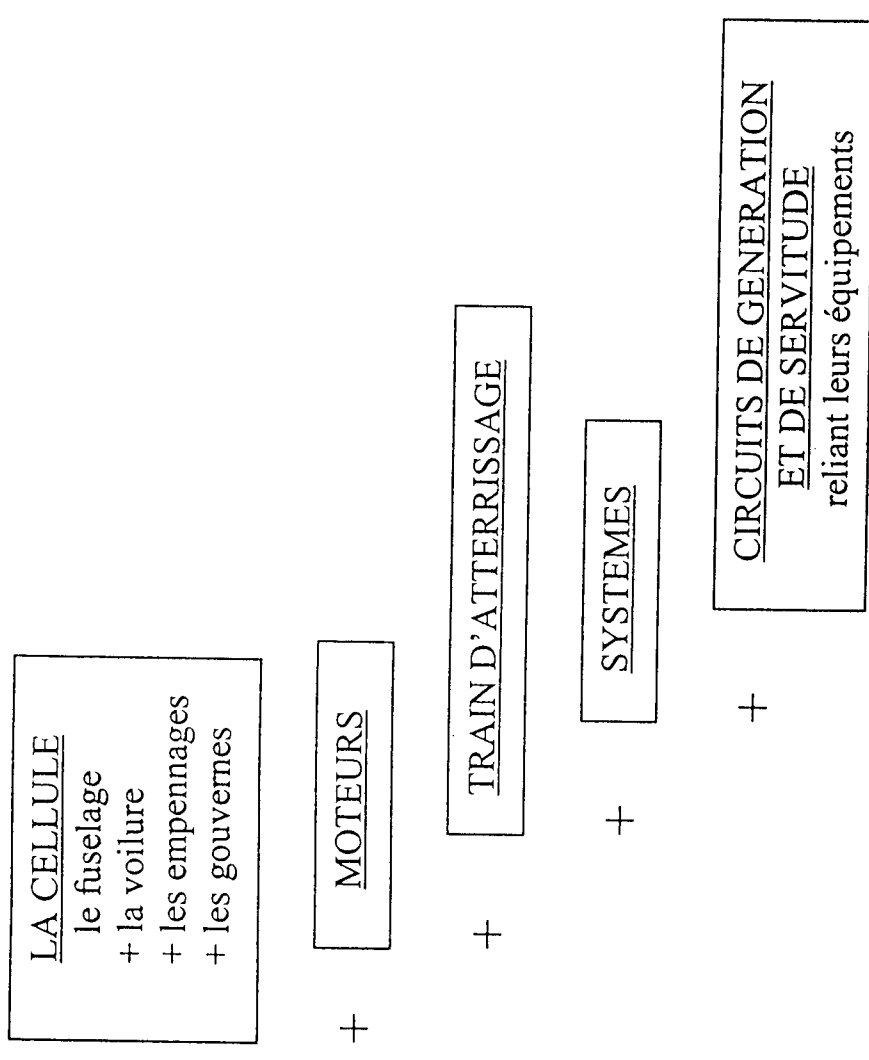 LA CELLULE
le fuselage
+ la voilure
+ les empennages
+ les gouvernes
+
MOTEURS
+
TRAIN D'ATTERRISSAGE
+
SYSTEMES
+
CIRCUITS DE GENERATION
ET DE SERVITUDE
reliant leurs équipements